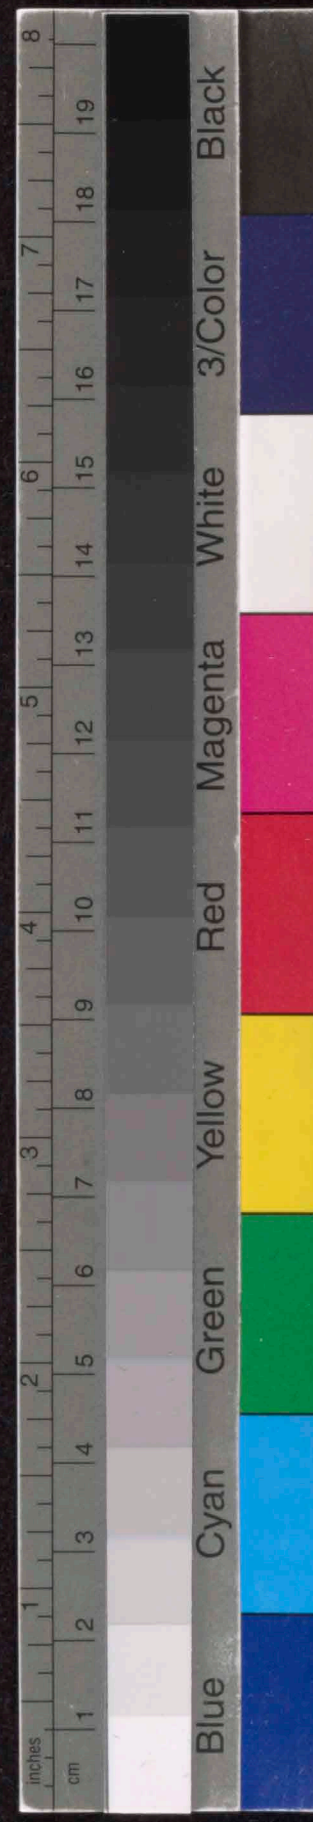 inches 1 2 3 4 5 6 7 8
cm 1 2 3 4 5 6 7 8 9 10 11 12 13 14 15 16 17 18 19
Blue Cyan Green Yellow Red Magenta White 3/Color Black